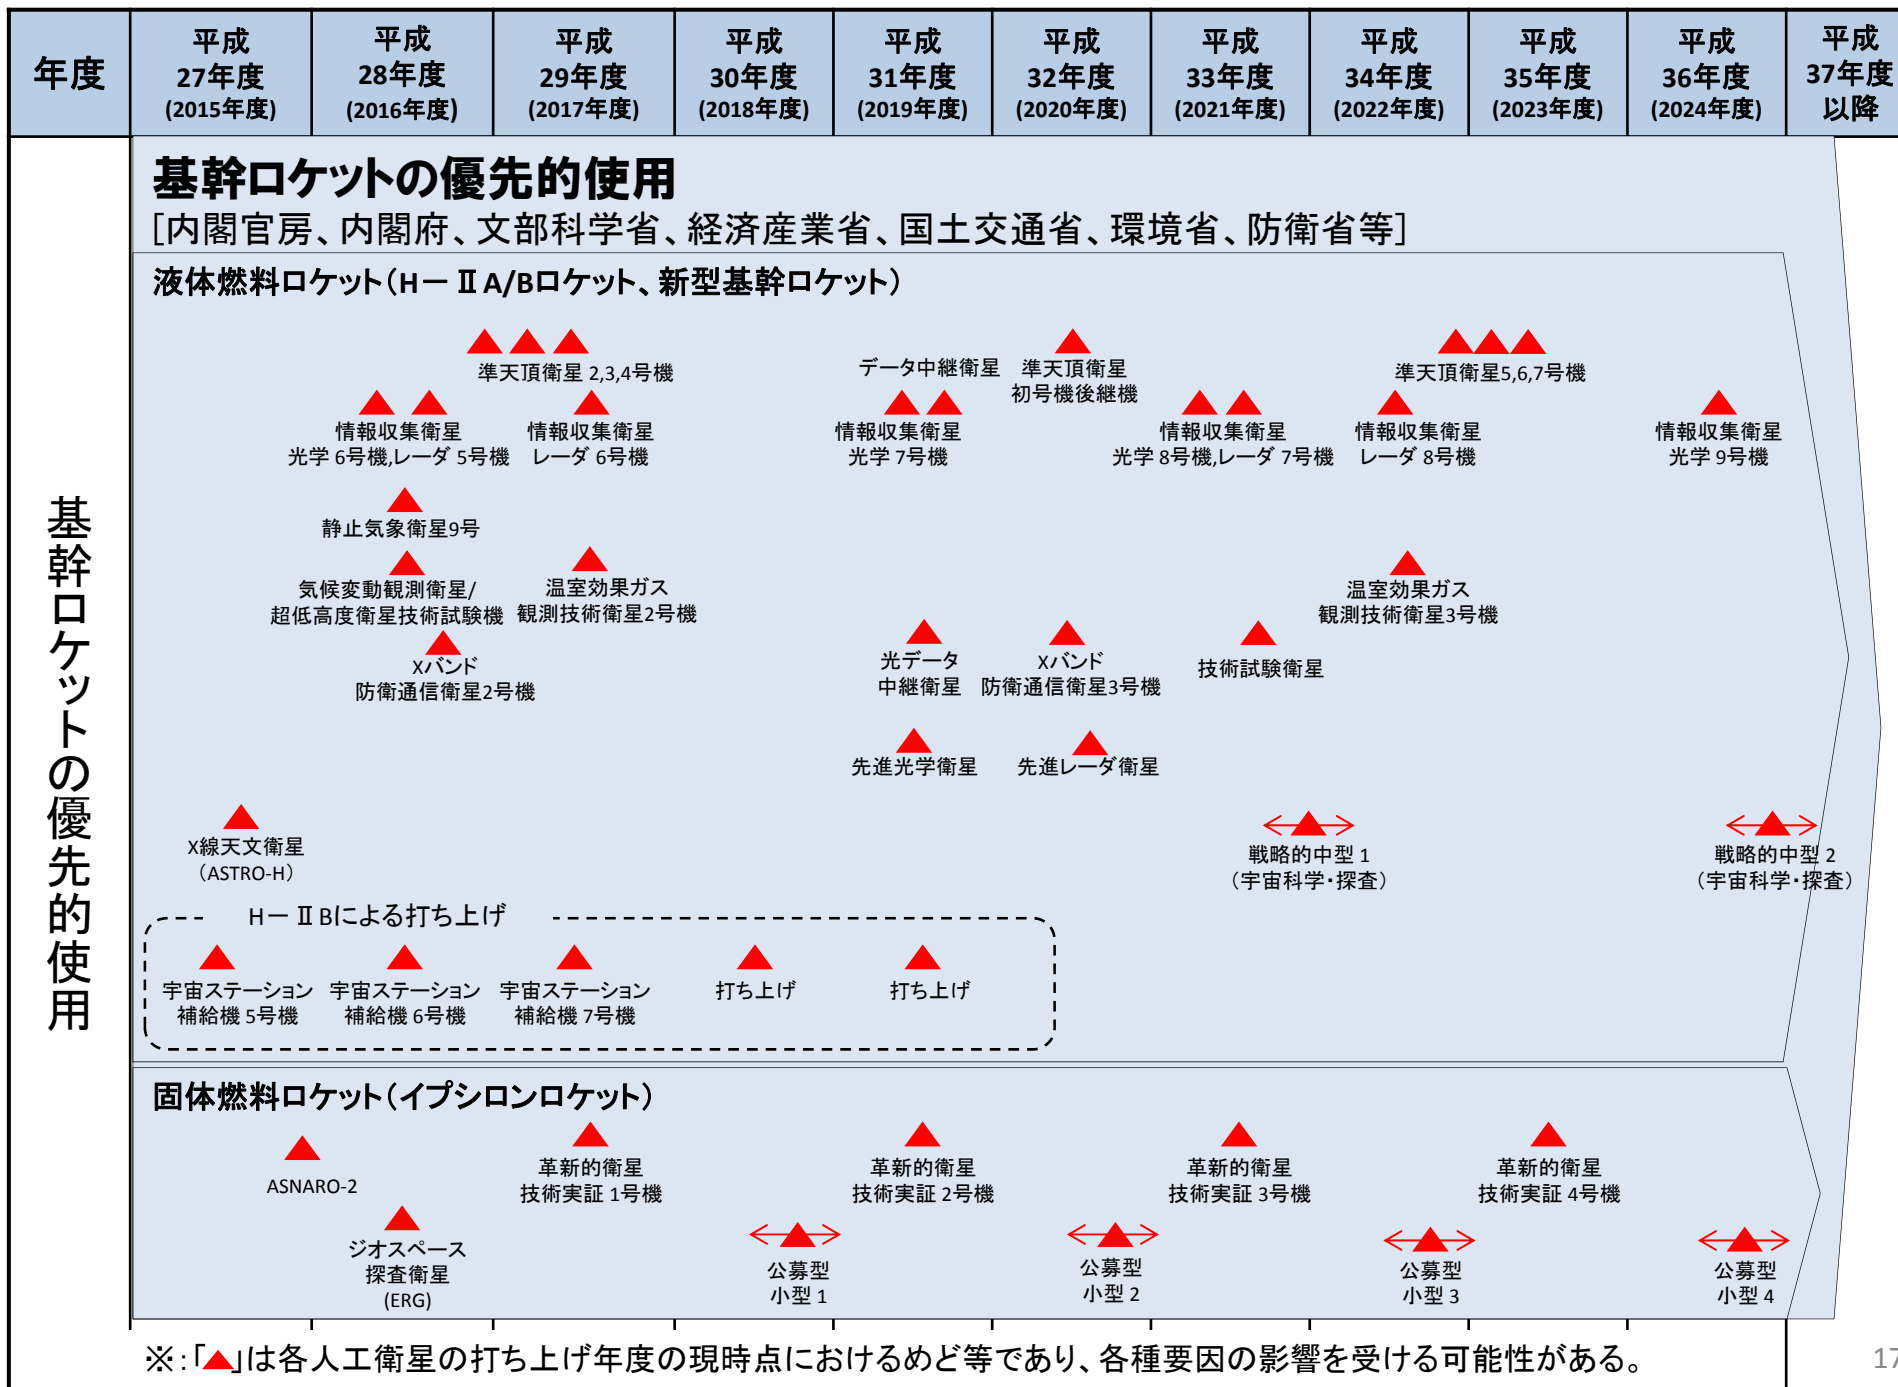 年度
平成
27年度
(2015年度)
平成
28年度
(2016年度)
平成
29年度
(2017年度)
平成
30年度
(2018年度)
平成
31年度
(2019年度)
平成
32年度
(2020年度)
平成
33年度
(2021年度)
平成
34年度
(2022年度)
平成
35年度
(2023年度)
平成
36年度
(2024年度)
平成
37年度
以降
基幹ロケットの優先的使用
基幹ロケットの優先的使用
[内閣官房、内閣府、文部科学省、経済産業省、国土交通省、環境省、防衛省等]
液体燃料ロケット(H－ⅡA/Bロケット、新型基幹ロケット)
準天頂衛星 2,3,4号機
データ中継衛星
準天頂衛星
初号機後継機
準天頂衛星5,6,7号機
情報収集衛星
光学 6号機,レーダ 5号機
情報収集衛星
レーダ 6号機
情報収集衛星
光学 7号機
情報収集衛星
光学 8号機,レーダ 7号機
情報収集衛星
レーダ 8号機
情報収集衛星
光学 9号機
静止気象衛星9号
気候変動観測衛星/
超低高度衛星技術試験機
温室効果ガス
観測技術衛星2号機
温室効果ガス
観測技術衛星3号機
Xバンド
防衛通信衛星2号機
光データ
中継衛星
Xバンド
防衛通信衛星3号機
技術試験衛星
先進光学衛星
先進レーダ衛星
X線天文衛星
(ASTRO-H)
戦略的中型 1
(宇宙科学・探査)
戦略的中型 2
(宇宙科学・探査)
H－ⅡBによる打ち上げ
宇宙ステーション
補給機 5号機
宇宙ステーション
補給機 6号機
宇宙ステーション
補給機 7号機
打ち上げ
打ち上げ
固体燃料ロケット(イプシロンロケット)
ASNARO-2
革新的衛星
技術実証 1号機
革新的衛星
技術実証 2号機
革新的衛星
技術実証 3号機
革新的衛星
技術実証 4号機
ジオスペース
探査衛星
(ERG)
公募型
小型 1
公募型
小型 2
公募型
小型 3
公募型
小型 4
※:「▲」は各人工衛星の打ち上げ年度の現時点におけるめど等であり、各種要因の影響を受ける可能性がある。
17